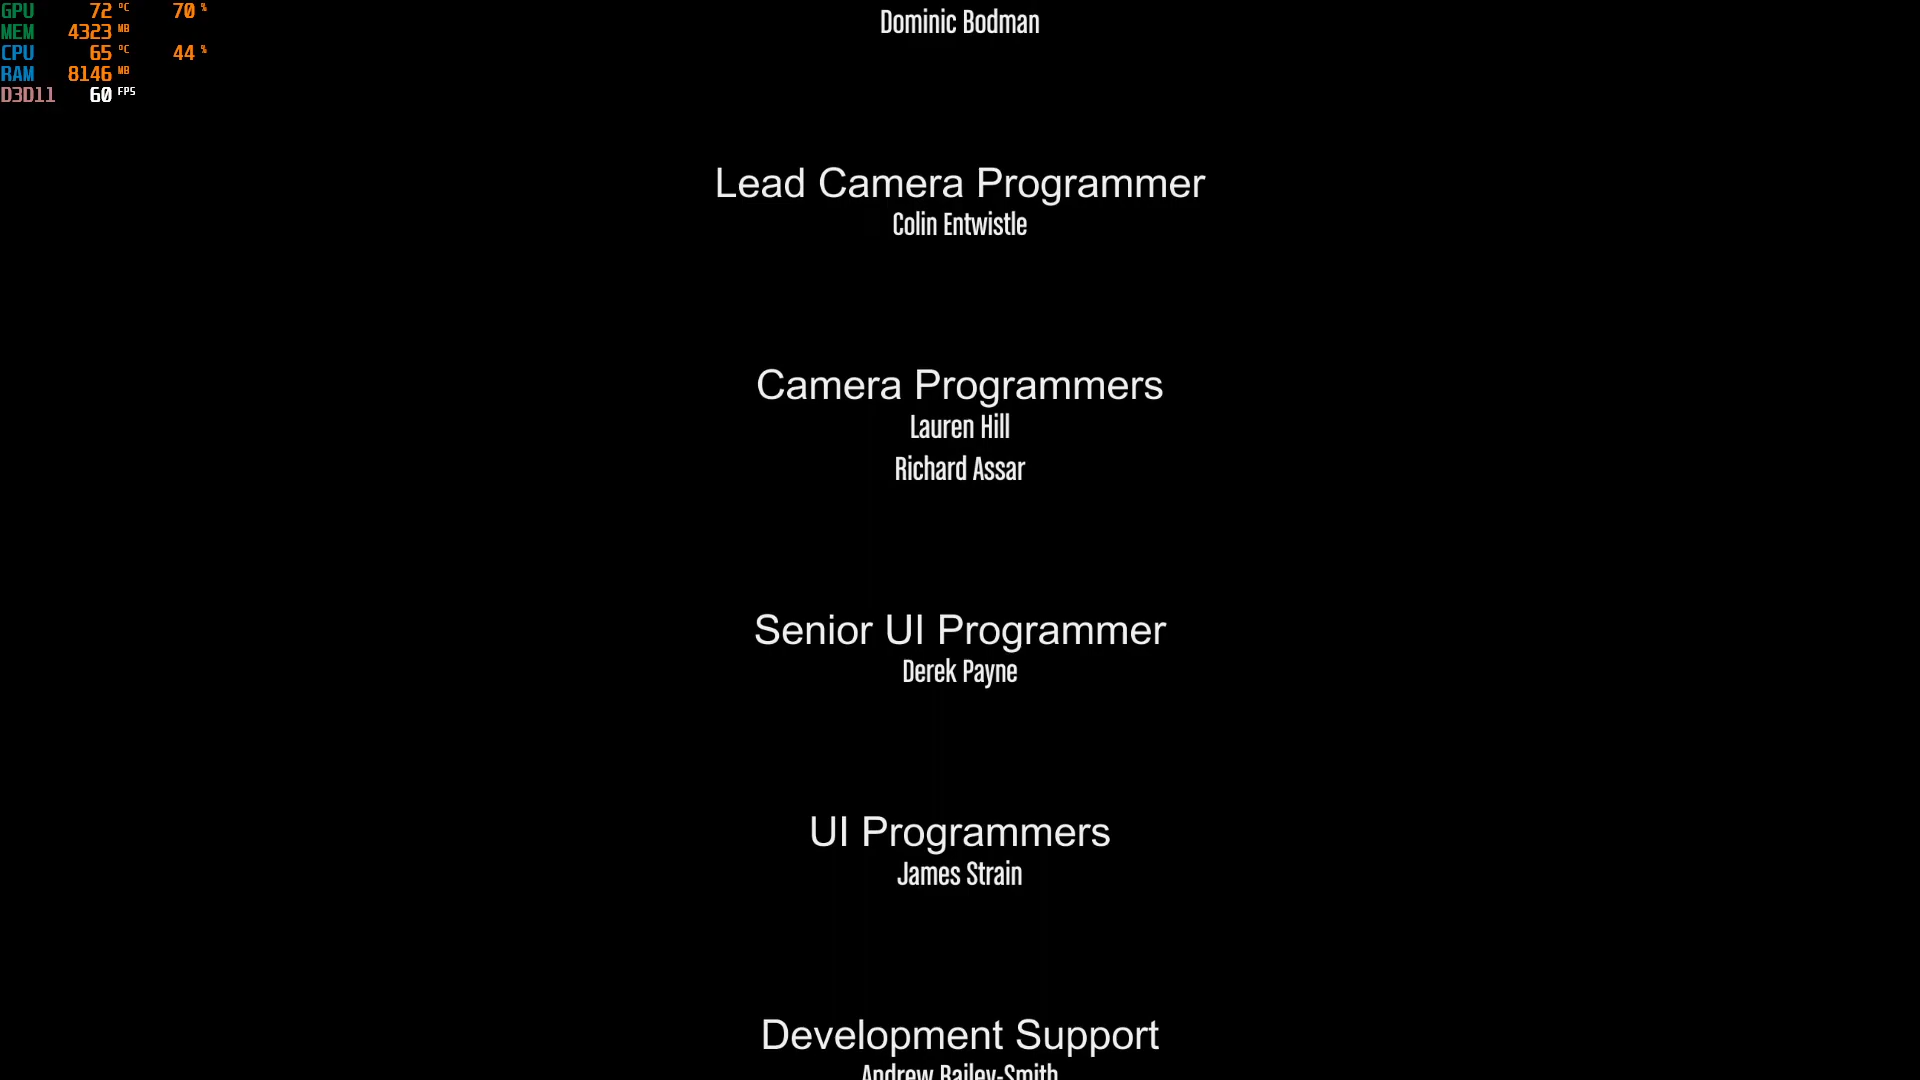 GPU 72 °C 70 %
MEM 4323 MB
CPU 65 °C 44 %
RAM 8146 MB
D3D11 60 FPS
Dominic Bodman
Lead Camera Programmer
Colin Entwistle
Camera Programmers
Lauren Hill
Richard Assar
Senior UI Programmer
Derek Payne
UI Programmers
James Strain
Development Support
Andrew Bailey-Smith